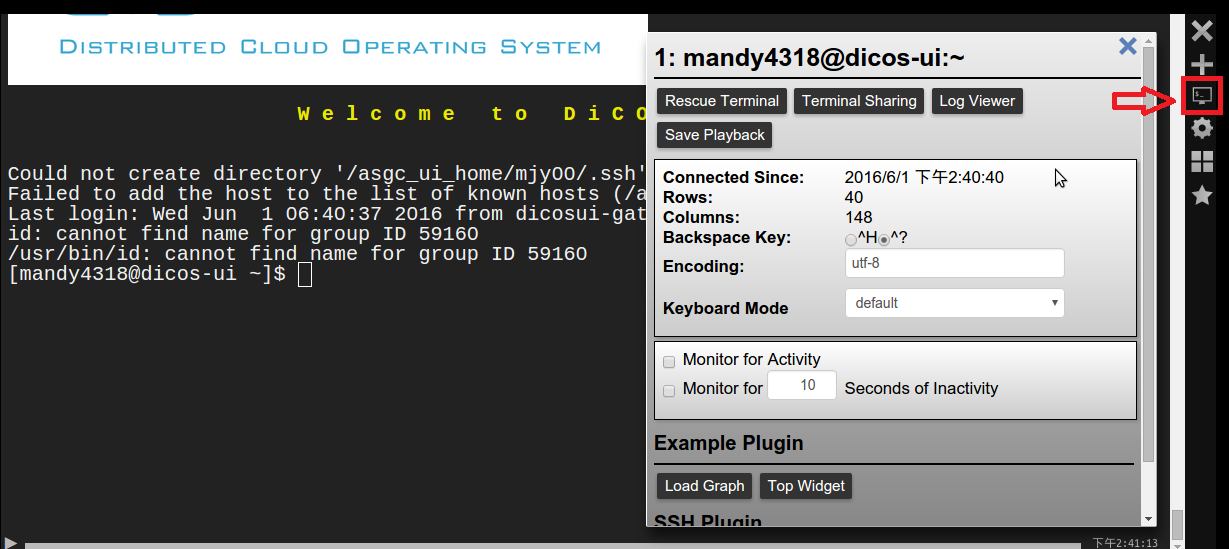 DISTRIBUTED CLOUD OPERATING SYSTEM
Welcome to DiCO
Could not create directory '/asgc_ui_home/mjy00/.ssh'
Failed to add the host to the list of known hosts (/a
Last login: Wed Jun  1 06:40:37 2016 from dicosui-gat
id: cannot find name for group ID 59160
/usr/bin/id: cannot find name for group ID 59160
[mandy4318@dicos-ui ~]$
1: mandy4318@dicos-ui:~
Rescue Terminal Terminal Sharing Log Viewer
Save Playback
Connected Since: 2016/6/1 下午2:40:40
Rows: 40
Columns: 148
Backspace Key: ^H ^?
Encoding: utf-8
Keyboard Mode default
Monitor for Activity
Monitor for 10 Seconds of Inactivity
Example Plugin
Load Graph Top Widget
SSH Plugin
下午2:41:13